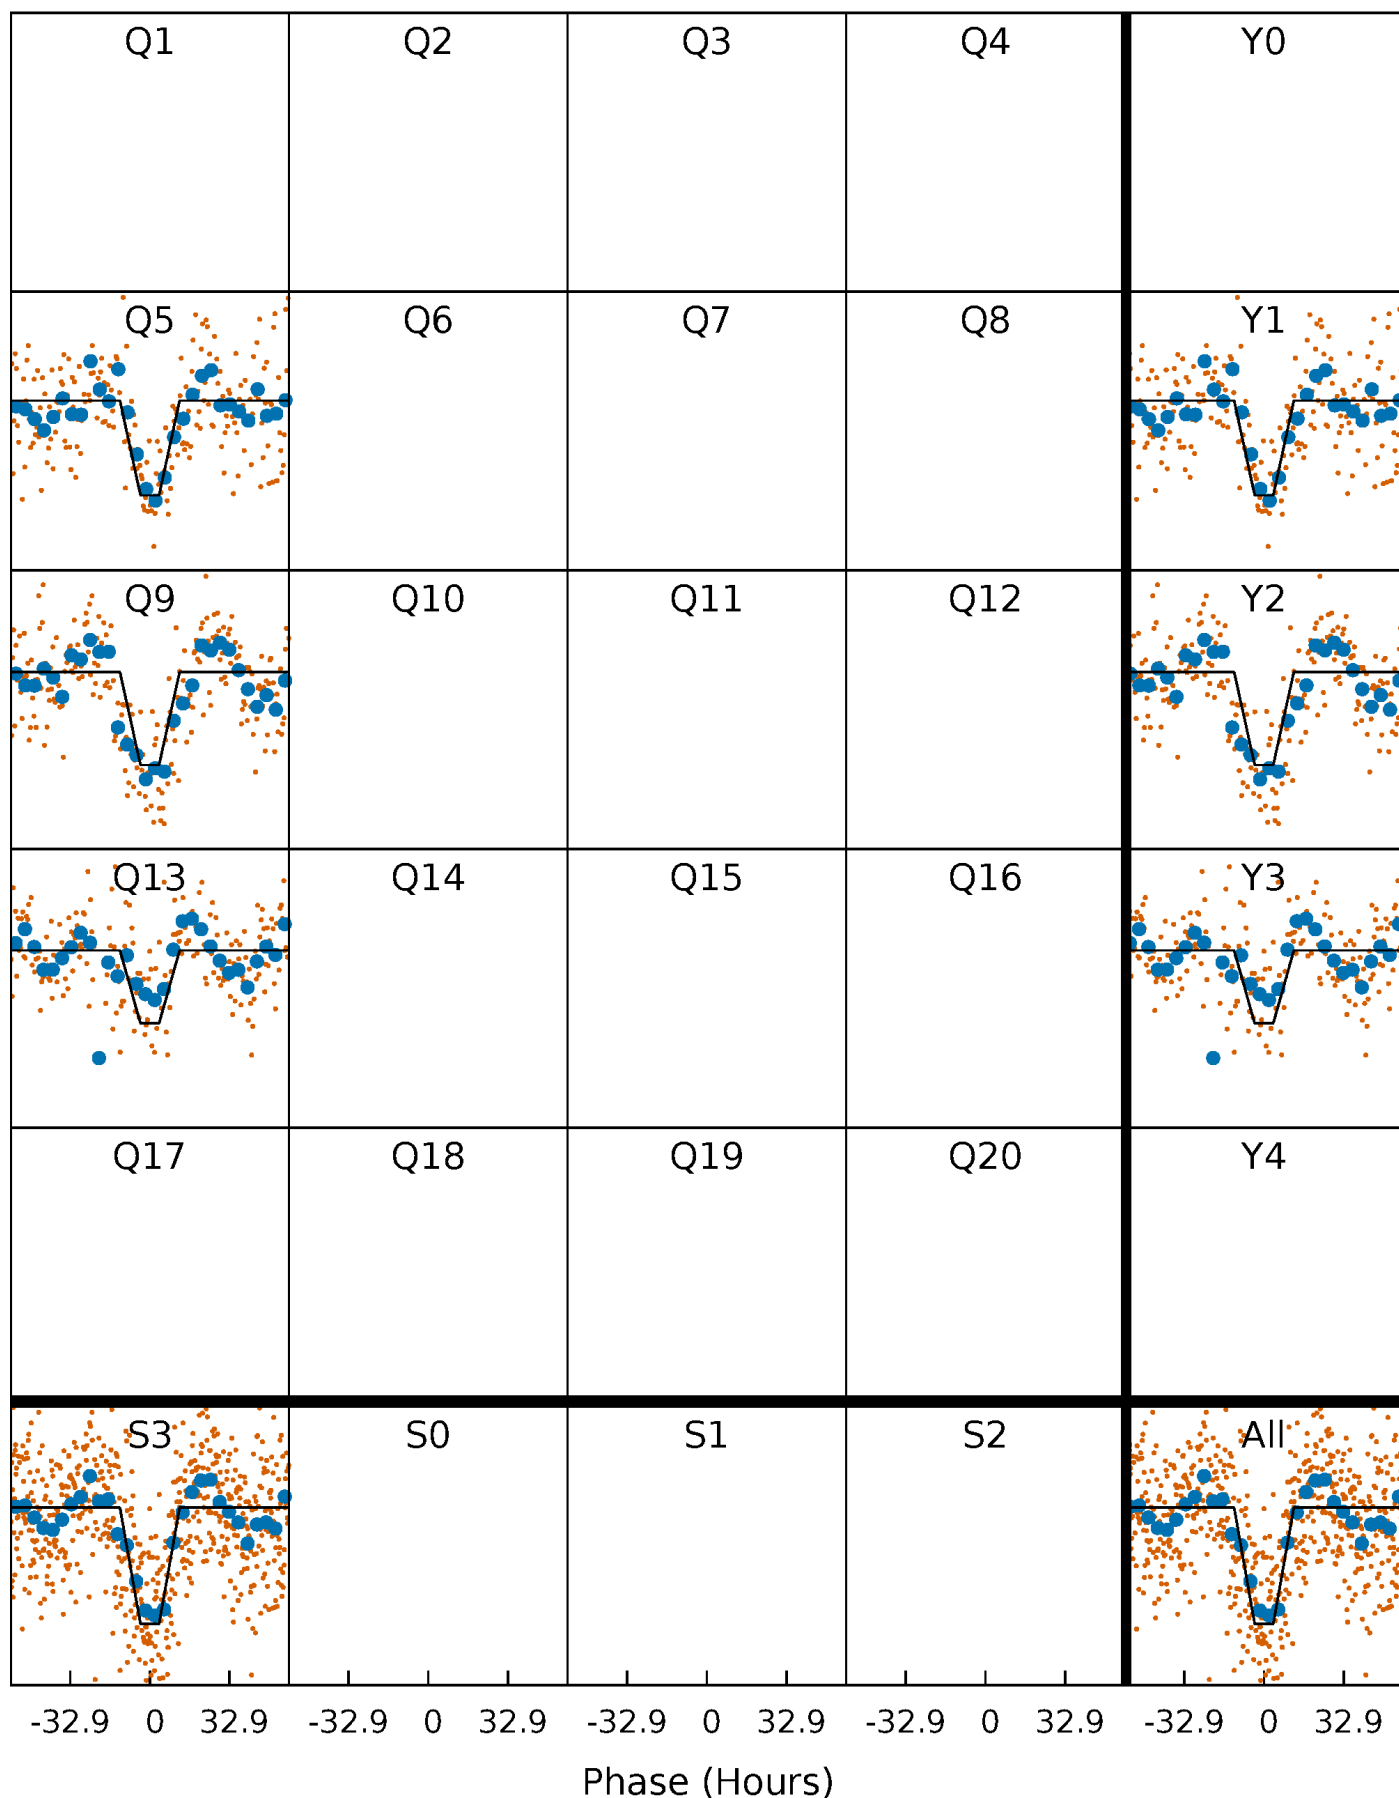 Q1 Q2 Q3 Q4 Y0
Q5 Q6 Q7 Q8 Y1
Q9 Q10 Q11 Q12 Y2
Q13 Q14 Q15 Q16 Y3
Q17 Q18 Q19 Q20 Y4
S3 S0 S1 S2 All
-32.9 0 32.9 -32.9 0 32.9 -32.9 0 32.9 -32.9 0 32.9 -32.9 0 32.9
Phase (Hours)